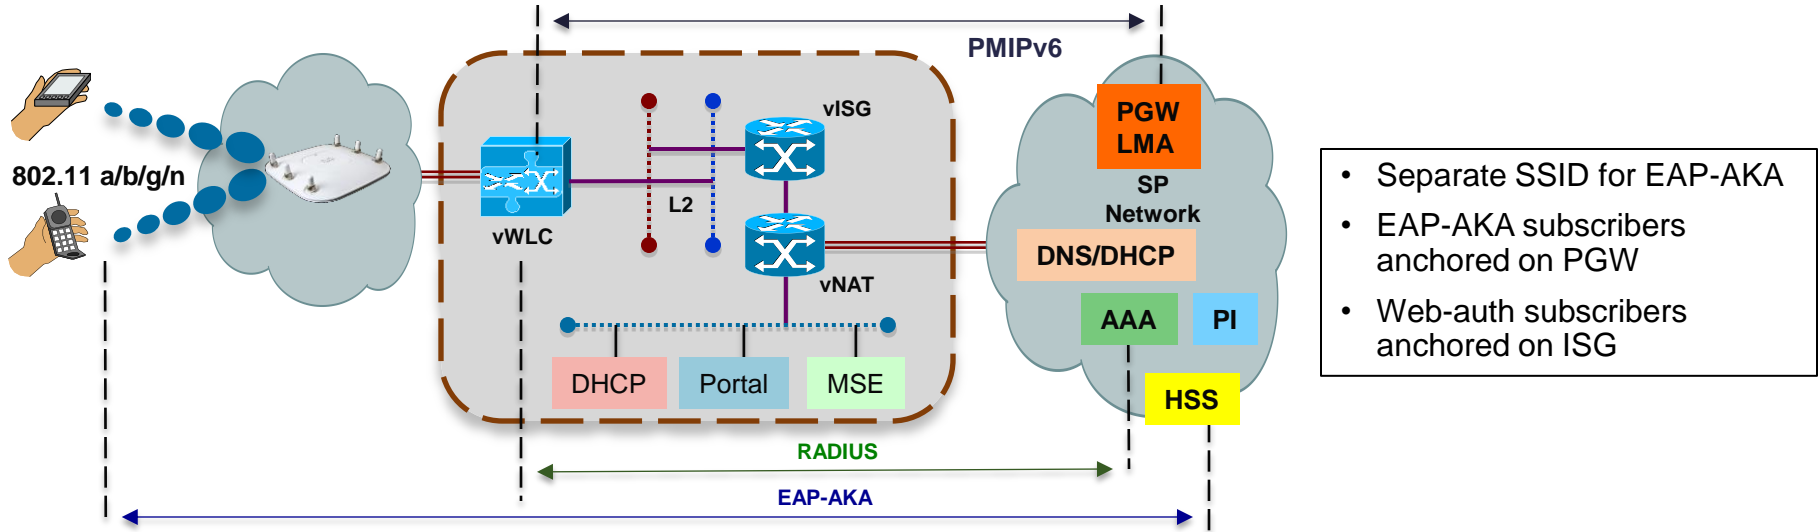 PMIPv6
802.11 a/b/g/n
vWLC
L2
vISG
vNAT
DHCP
Portal
MSE
PGW
LMA
SP
Network
DNS/DHCP
AAA
PI
HSS
RADIUS
EAP-AKA
• Separate SSID for EAP-AKA
• EAP-AKA subscribers
anchored on PGW
• Web-auth subscribers
anchored on ISG